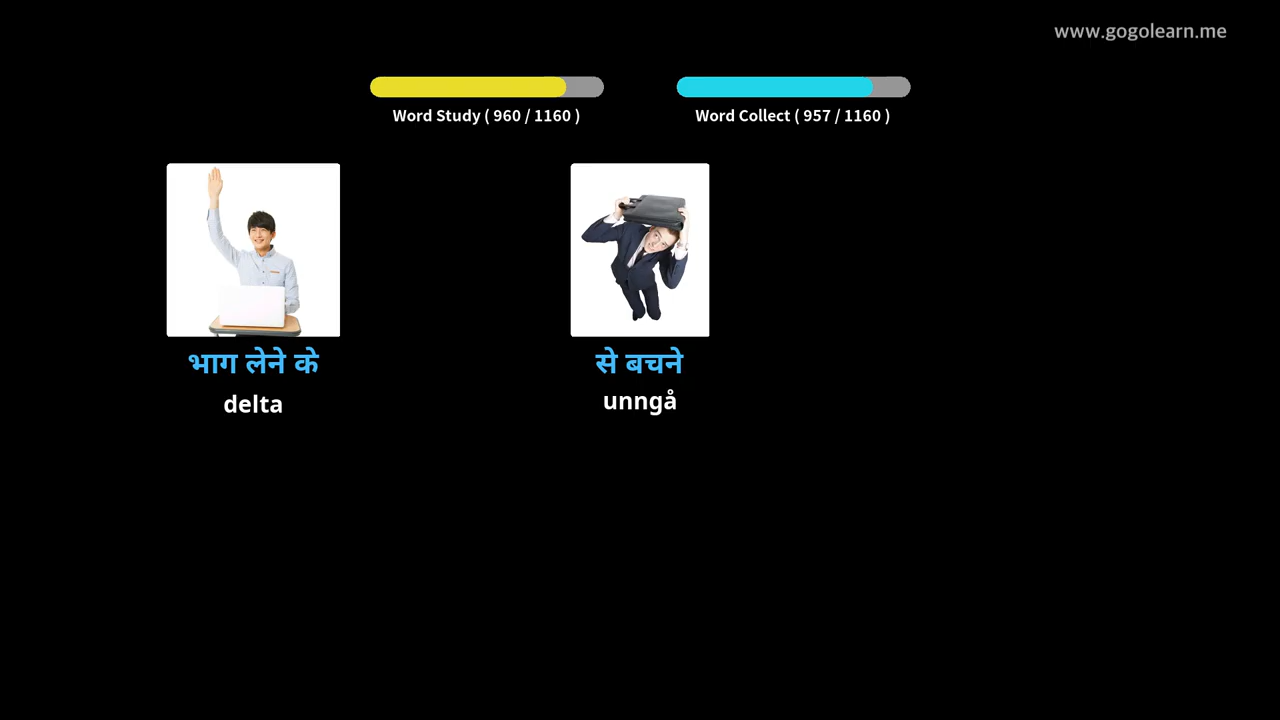 www.gogolearn.me
Word Study ( 960 / 1160 )
Word Collect ( 957 / 1160 )
भाग लेने के
delta
से बचने
unngå